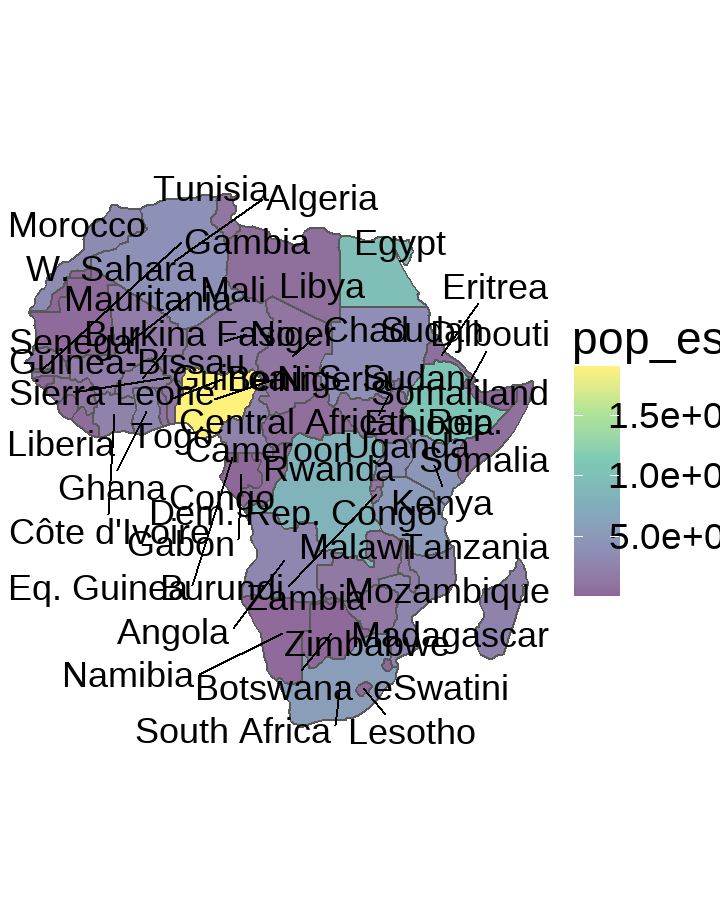 Tunisia
Algeria
Morocco
Gambia
Egypt
W. Sahara
Mali
Libya
Eritrea
Mauritania
Senegal
Burkina Faso
Niger
Chad
Sudan
Djibouti
pop_es
Guinea-Bissau
Guinea
Benin
Nigeria
S. Sudan
Sierra Leone
Somaliland
1.5e+0
Togo
Central African Rep.
Ethiopia
Liberia
Cameroon
Uganda
Somalia
Rwanda
1.0e+0
Ghana
Congo
Kenya
Dem. Rep. Congo
Côte d'Ivoire
Gabon
Malawi
Tanzania
5.0e+0
Eq. Guinea
Burundi
Zambia
Mozambique
Angola
Zimbabwe
Madagascar
Namibia
Botswana
eSwatini
South Africa
Lesotho